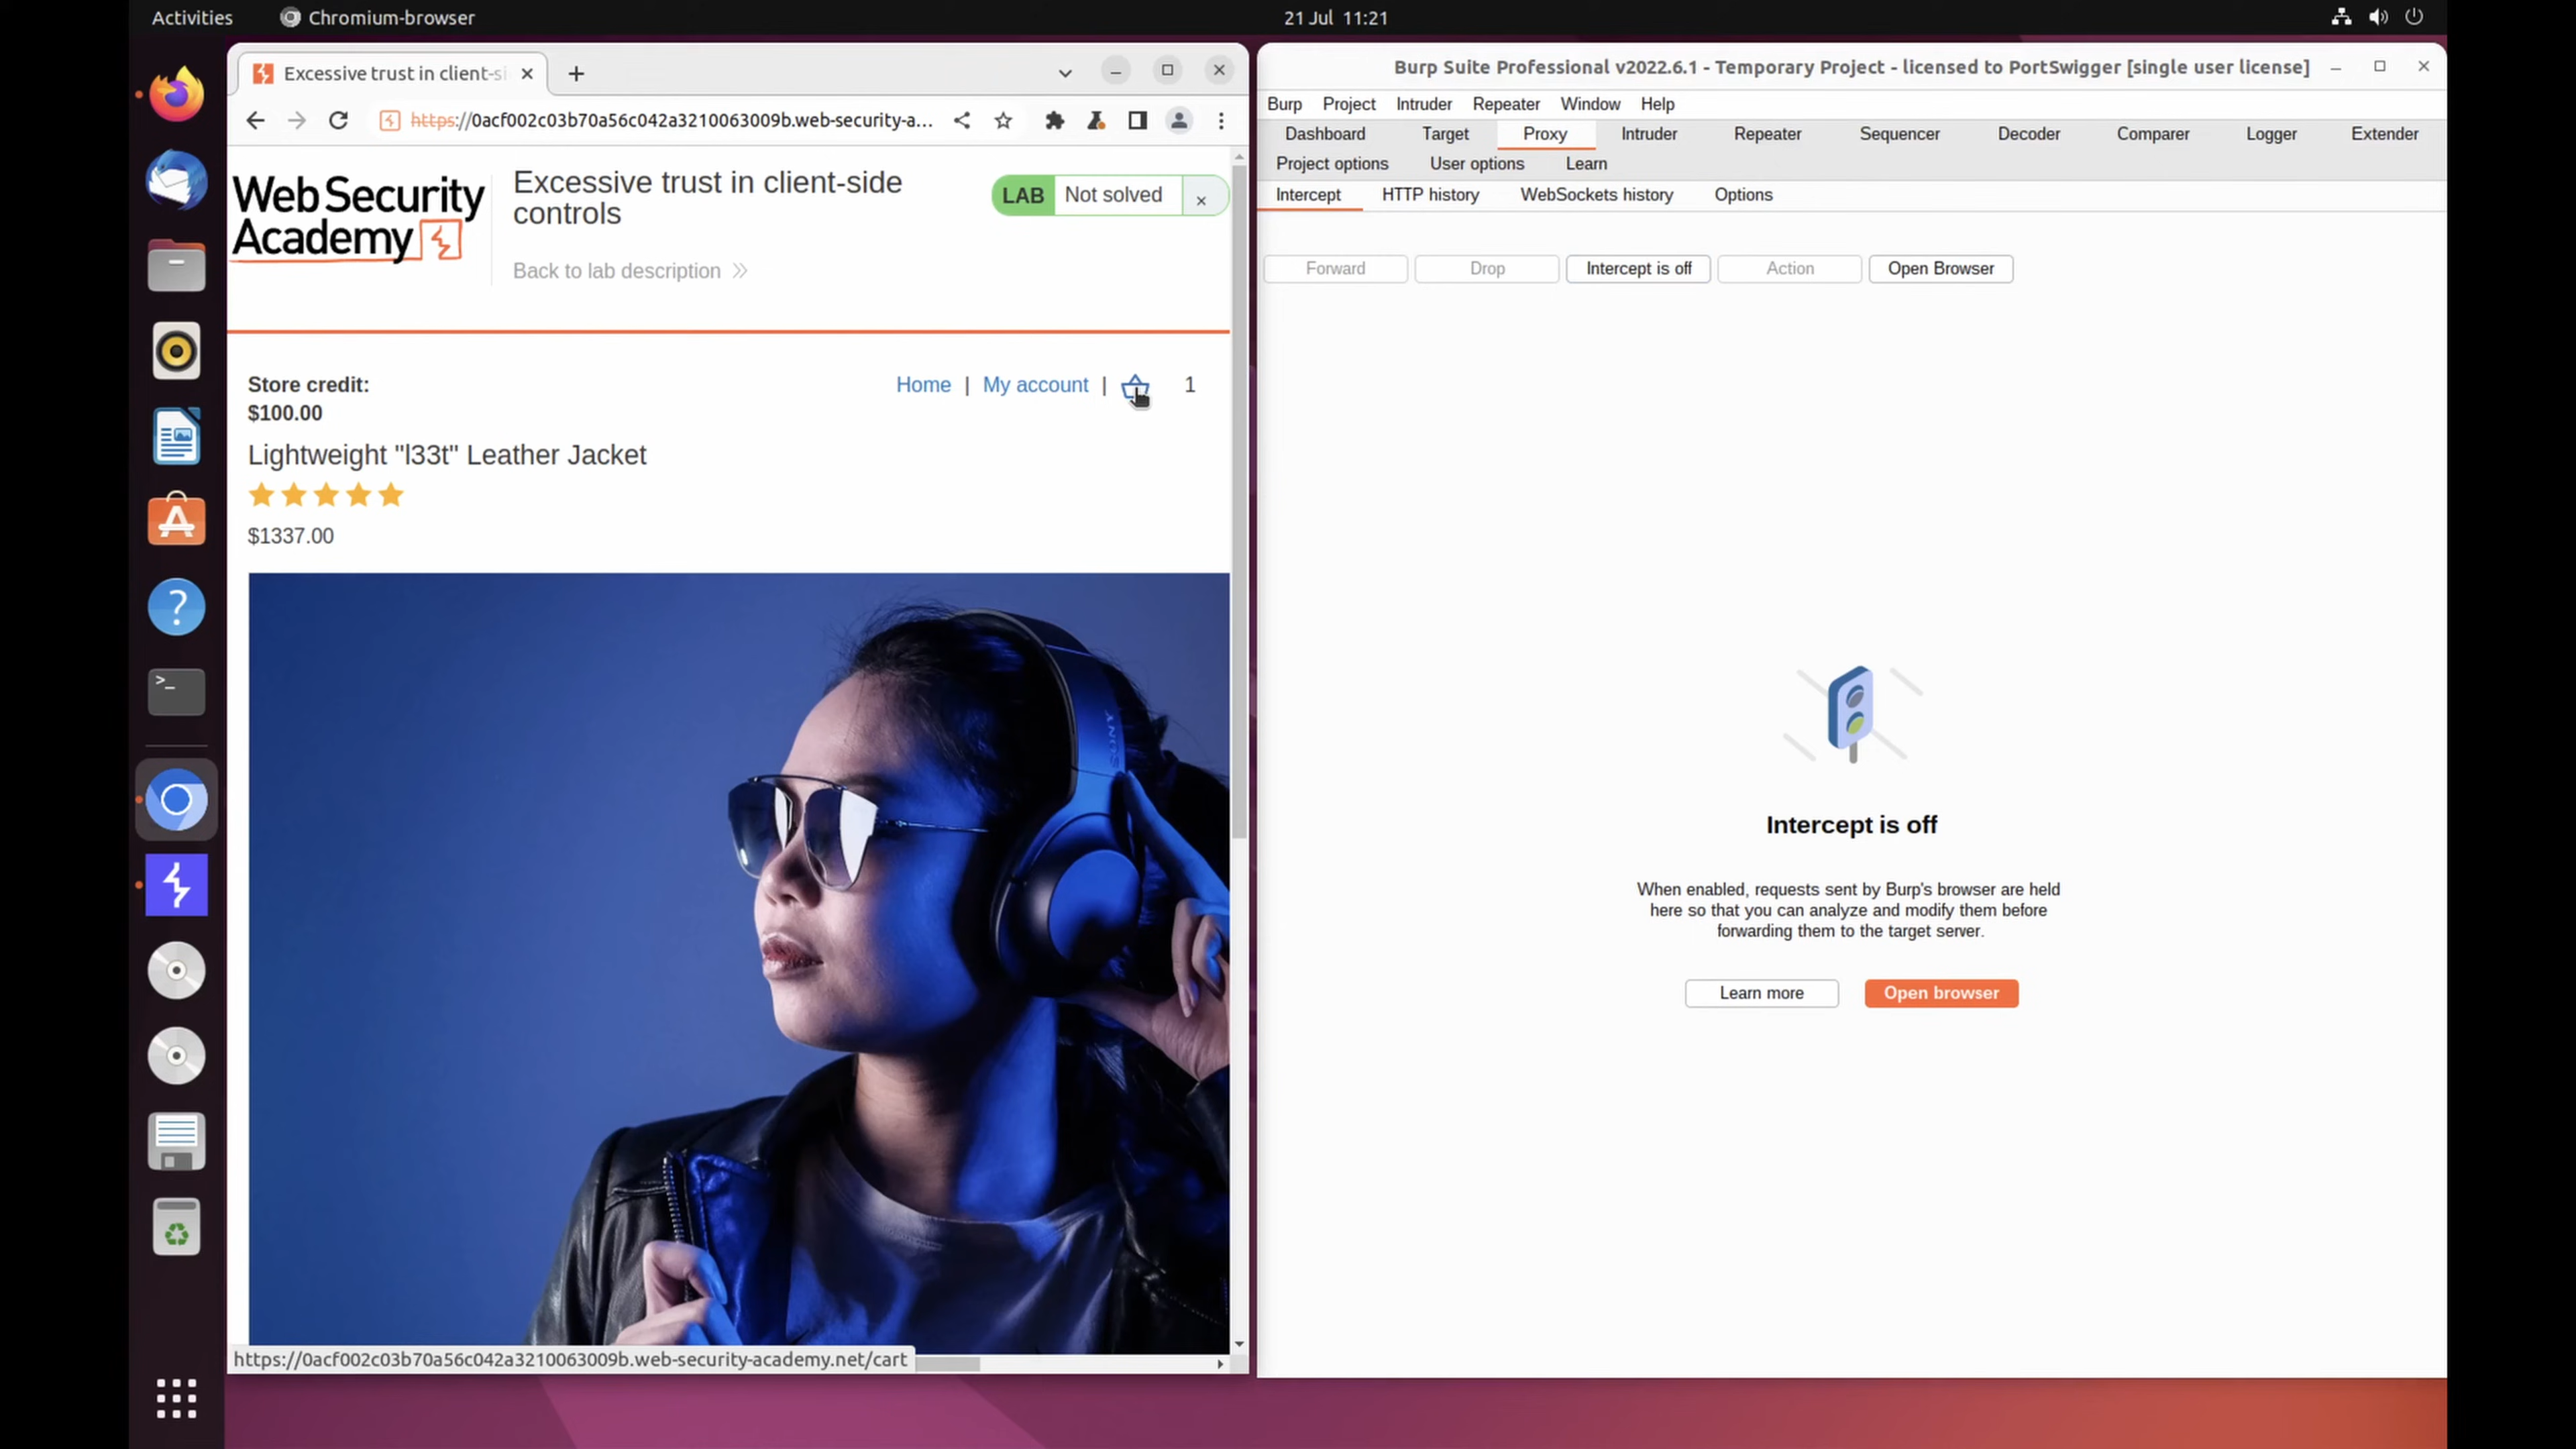 Activities
Chromium-browser
21 Jul 11:21
Excessive trust in client-si
https://0acf002c03b70a56c042a3210063009b.web-security-a...
Web Security
Academy
Excessive trust in client-side
controls
Back to lab description
LAB
Not solved
Store credit:
$100.00
Home | My account |
1
Lightweight "l33t" Leather Jacket
$1337.00
SONY
https://0acf002c03b70a56c042a3210063009b.web-security-academy.net/cart
Burp Suite Professional v2022.6.1 - Temporary Project - licensed to PortSwigger [single user license]
Burp Project Intruder Repeater Window Help
Dashboard Target Proxy Intruder Repeater Sequencer Decoder Comparer Logger Extender
Project options User options Learn
Intercept HTTP history WebSockets history Options
Forward Drop Intercept is off Action Open Browser
Intercept is off
When enabled, requests sent by Burp's browser are held
here so that you can analyze and modify them before
forwarding them to the target server.
Learn more Open browser